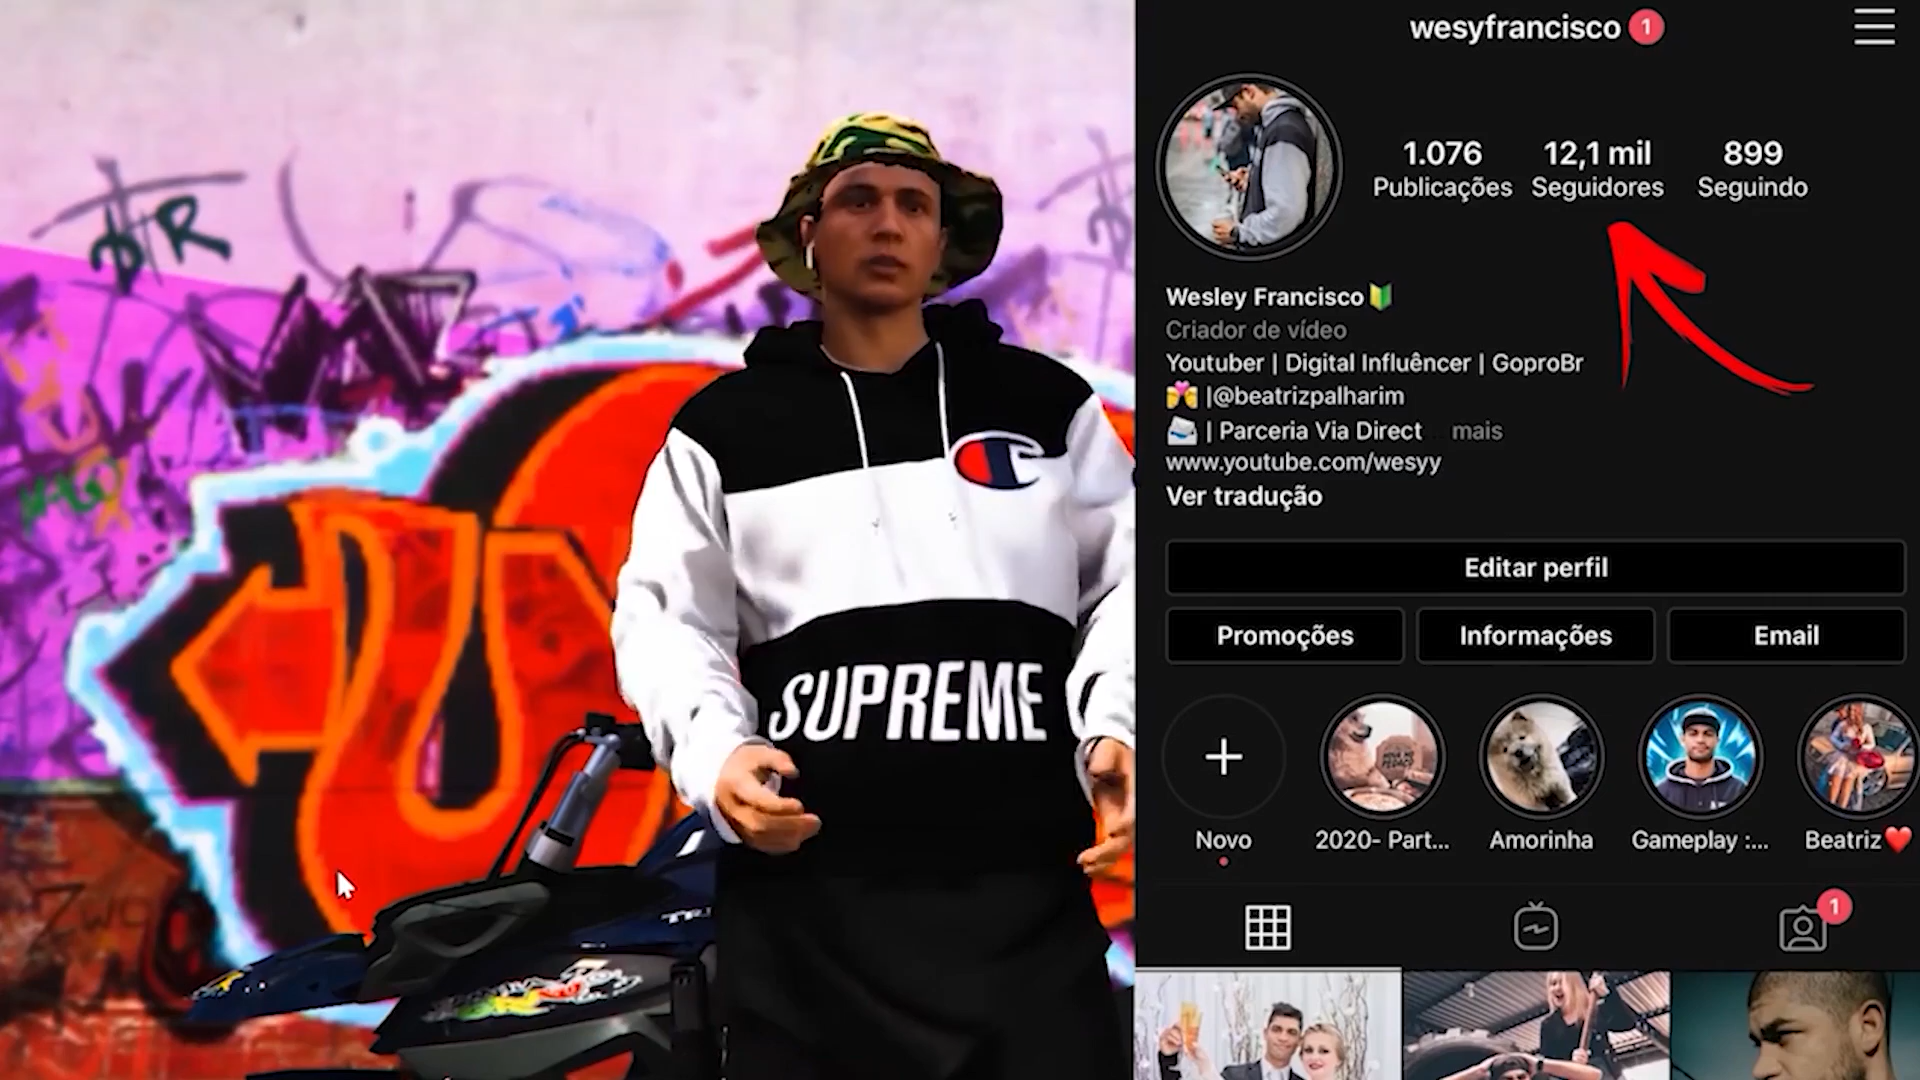 SUPREME
wesyfrancisco 1
1.076
Publicações
12,1 mil
Seguidores
899
Seguindo
Wesley Francisco
Criador de vídeo
Youtuber | Digital Influêncer | GoproBr
|@beatrizpalharim
| Parceria Via Direct ... mais
www.youtube.com/wesyy
Ver tradução
Editar perfil
Promoções
Informações
Email
Novo
2020- Part...
Amorinha
Gameplay :...
Beatriz❤️
1